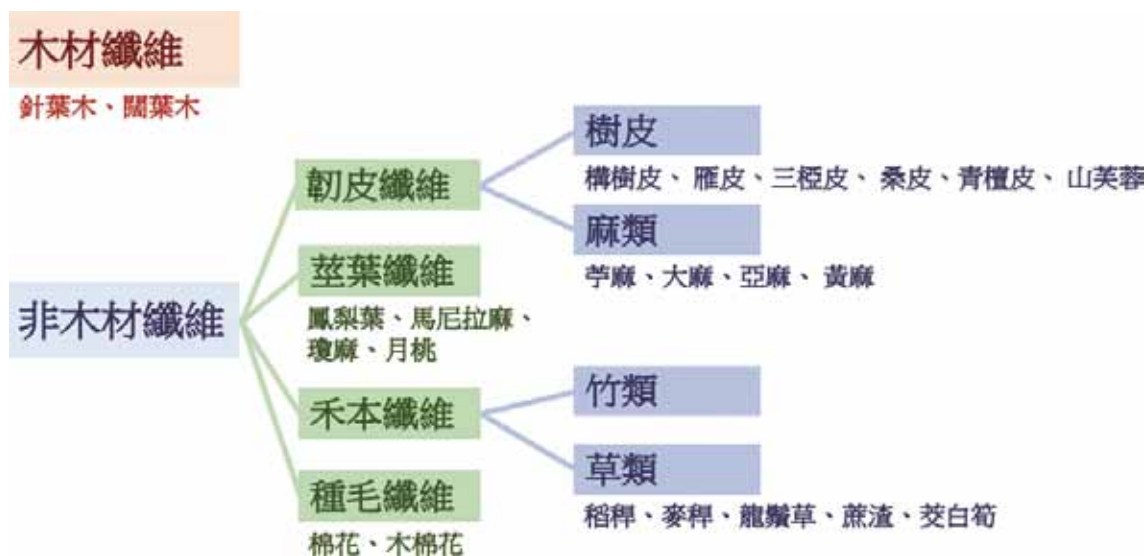 木材纖維
針葉木、闊葉木
非木材纖維
韌皮纖維
樹皮
構樹皮、雁皮、三椏皮、桑皮、青檀皮、山芙蓉
麻類
苧麻、大麻、亞麻、黃麻
莖葉纖維
鳳梨葉、馬尼拉麻、
瓊麻、月桃
禾本纖維
竹類
草類
稻稈、麥稈、龍鬚草、蔗渣、茭白筍
種毛纖維
棉花、木棉花